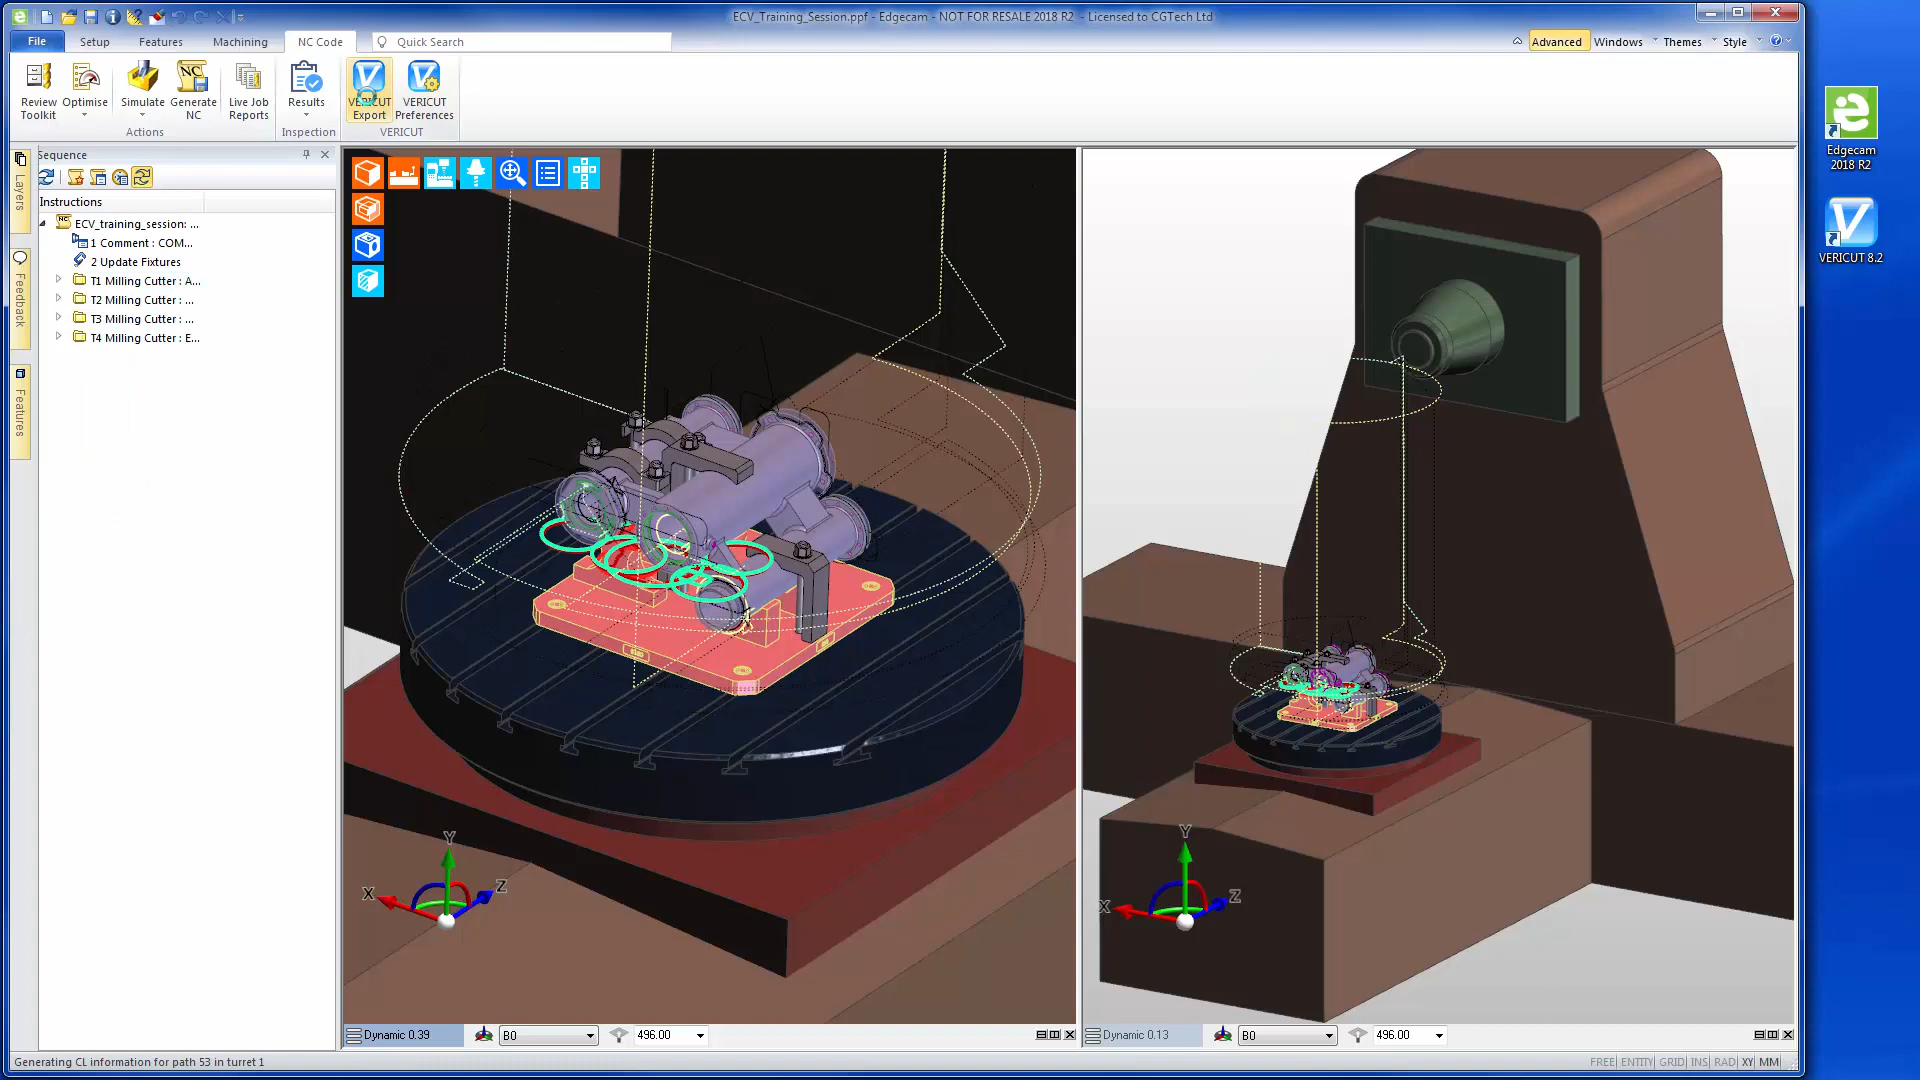 ECV_Training_Session.ppf - Edgecam - NOT FOR RESALE 2018 R2 - Licensed to CGTech Ltd
File Setup Features Machining NC Code Quick Search Advanced Windows Themes Style
Review Toolkit
Optimise
Simulate
Generate NC
Live Job Reports
Results
VERICUT Export
VERICUT Preferences
Actions Inspection VERICUT
Sequence
Instructions
Layers
Feedback
Features
ECV_training_session: ...
1 Comment : COM...
2 Update Fixtures
T1 Milling Cutter : A...
T2 Milling Cutter : ...
T3 Milling Cutter : ...
T4 Milling Cutter : E...
NC
X Y Z
X Y Z
Dynamic 0.39 B0 496.00
Dynamic 0.13 B0 496.00
Generating CL information for path 53 in turret 1
FREE ENTITY GRID INS RAD XY MM
Edgecam
2018 R2
VERICUT 8.2